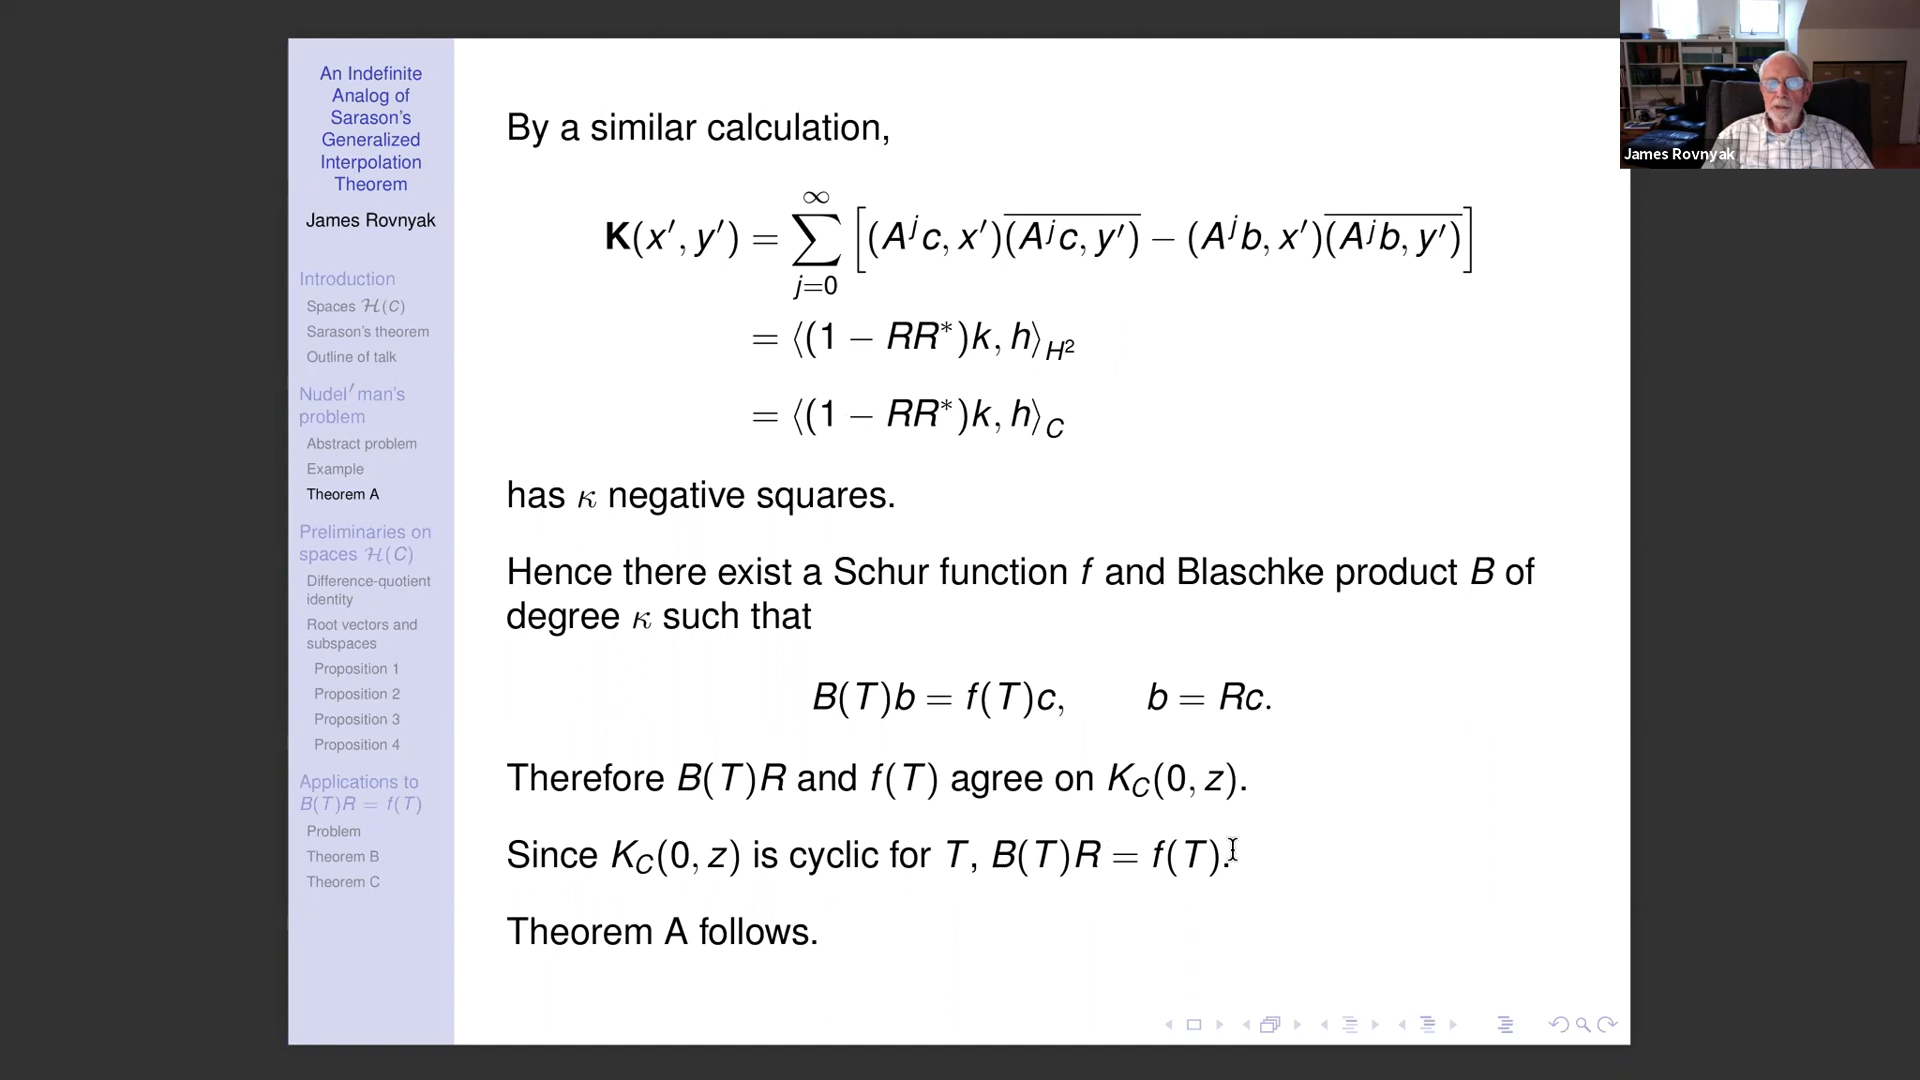 An Indefinite
Analog of
Sarason's
Generalized
Interpolation
Theorem
James Rovnyak
Introduction
Spaces ℋ(C)
Sarason's theorem
Outline of talk
Nudel′man's
problem
Abstract problem
Example
Theorem A
Preliminaries on
spaces ℋ(C)
Difference-quotient
identity
Root vectors and
subspaces
Proposition 1
Proposition 2
Proposition 3
Proposition 4
Applications to
B(T)R = f(T)
Problem
Theorem B
Theorem C
By a similar calculation,
K(x′, y′) = ∑_{j=0}^{∞} [(A^j c, x′)\overline{(A^j c, y′)} − (A^j b, x′)\overline{(A^j b, y′)}]
= ⟨(1 − RR*)k, h⟩_{H²}
= ⟨(1 − RR*)k, h⟩_C
has κ negative squares.
Hence there exist a Schur function f and Blaschke product B of
degree κ such that
B(T)b = f(T)c, b = Rc.
Therefore B(T)R and f(T) agree on K_C(0, z).
Since K_C(0, z) is cyclic for T, B(T)R = f(T).
Theorem A follows.
James Rovnyak